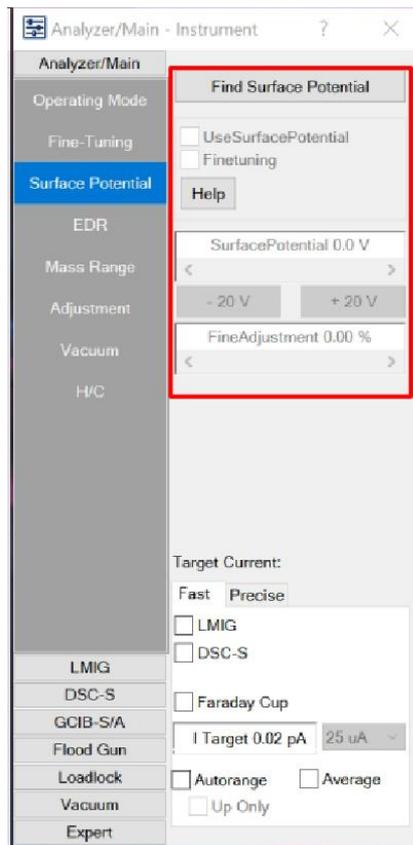 Analyzer/Main - Instrument ? ×
Analyzer/Main
Operating Mode
Fine-Tuning
Surface Potential
EDR
Mass Range
Adjustment
Vacuum
H/C
LMIG
DSC-S
GCIB-S/A
Flood Gun
Loadlock
Vacuum
Expert
Find Surface Potential
UseSurfacePotential
Finetuning
Help
SurfacePotential 0.0 V
< >
- 20 V + 20 V
FineAdjustment 0.00 %
< >
Target Current:
Fast Precise
LMIG
DSC-S
Faraday Cup
I Target 0.02 pA 25 uA
Autorange Average
Up Only